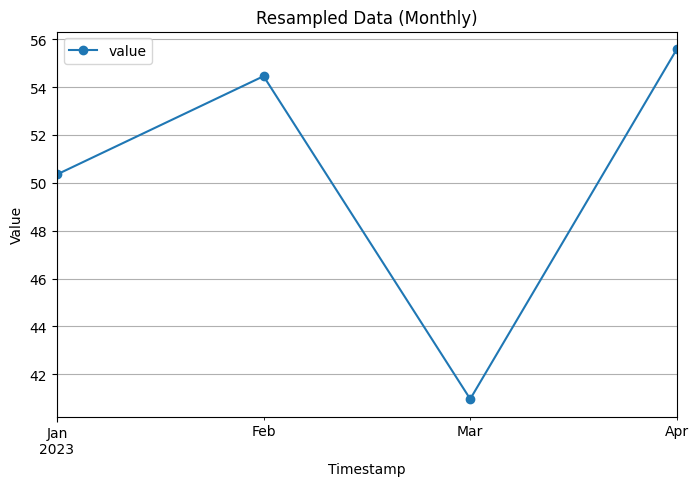 Resampled Data (Monthly)
value
56
54
52
50
48
46
44
42
Value
Jan
2023
Feb
Mar
Apr
Timestamp